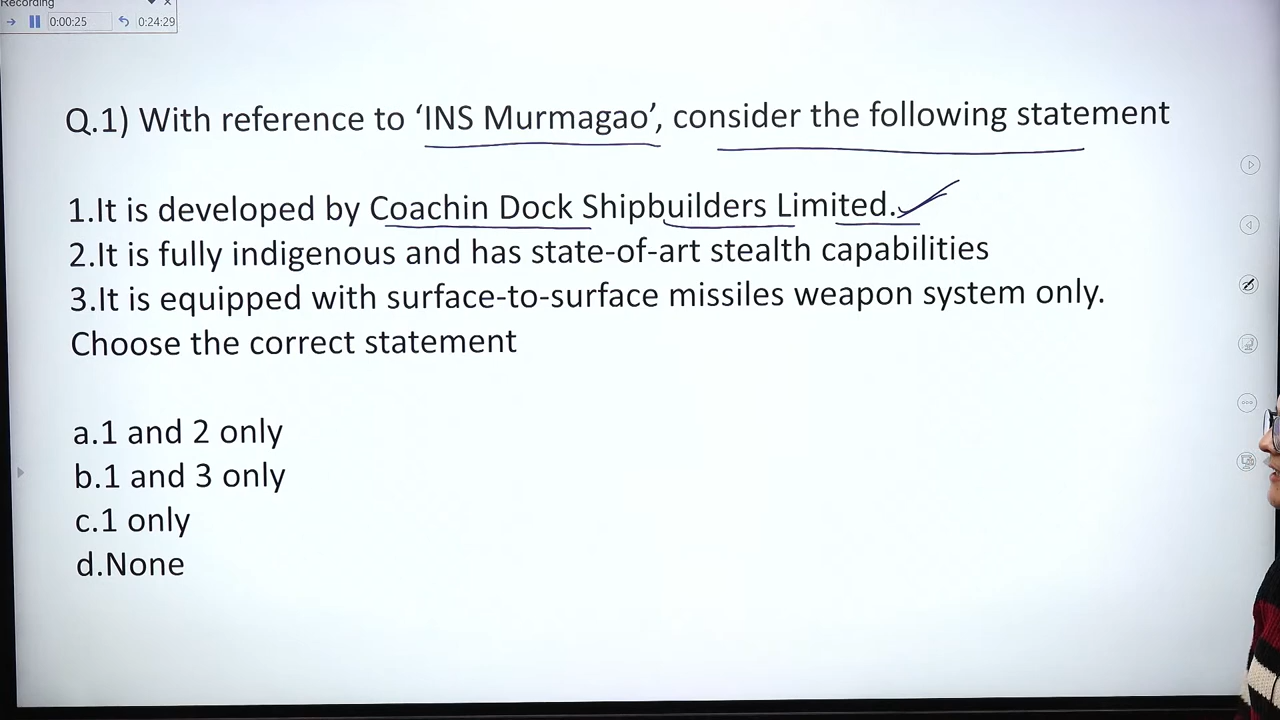 Recording
0:00:25
0:24:29
Q.1) With reference to ‘INS Murmagao’, consider the following statement
1.It is developed by Coachin Dock Shipbuilders Limited.
2.It is fully indigenous and has state-of-art stealth capabilities
3.It is equipped with surface-to-surface missiles weapon system only.
Choose the correct statement
a.1 and 2 only
b.1 and 3 only
c.1 only
d.None